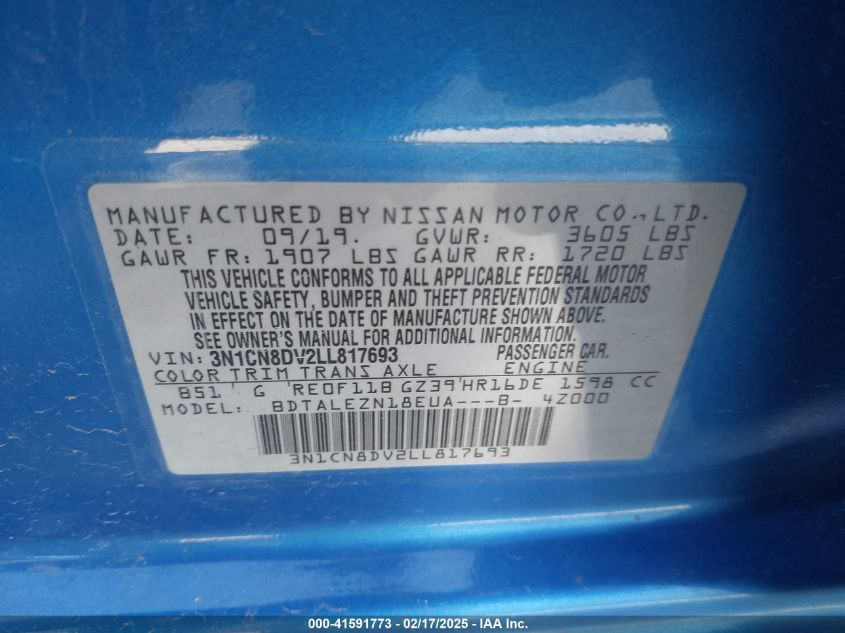 MANUFACTURED BY NISSAN MOTOR CO., LTD.
DATE: 09/19. GVWR: 3605 LBS
GAWR FR: 1907 LBS GAWR RR: 1720 LBS
THIS VEHICLE CONFORMS TO ALL APPLICABLE FEDERAL MOTOR
VEHICLE SAFETY, BUMPER AND THEFT PREVENTION STANDARDS
IN EFFECT ON THE DATE OF MANUFACTURE SHOWN ABOVE.
SEE OWNER'S MANUAL FOR ADDITIONAL INFORMATION.
VIN: 3N1CN8DV2LL817693 PASSENGER CAR.
COLOR TRIM TRANS AXLE ENGINE
B51 G RE0F11B GZ39 HR16DE 1598 CC
MODEL: BDTALEZN18EUA---B- 4Z000
3N1CN8DV2LL817693
000-41591773 - 02/17/2025 - IAAI.com